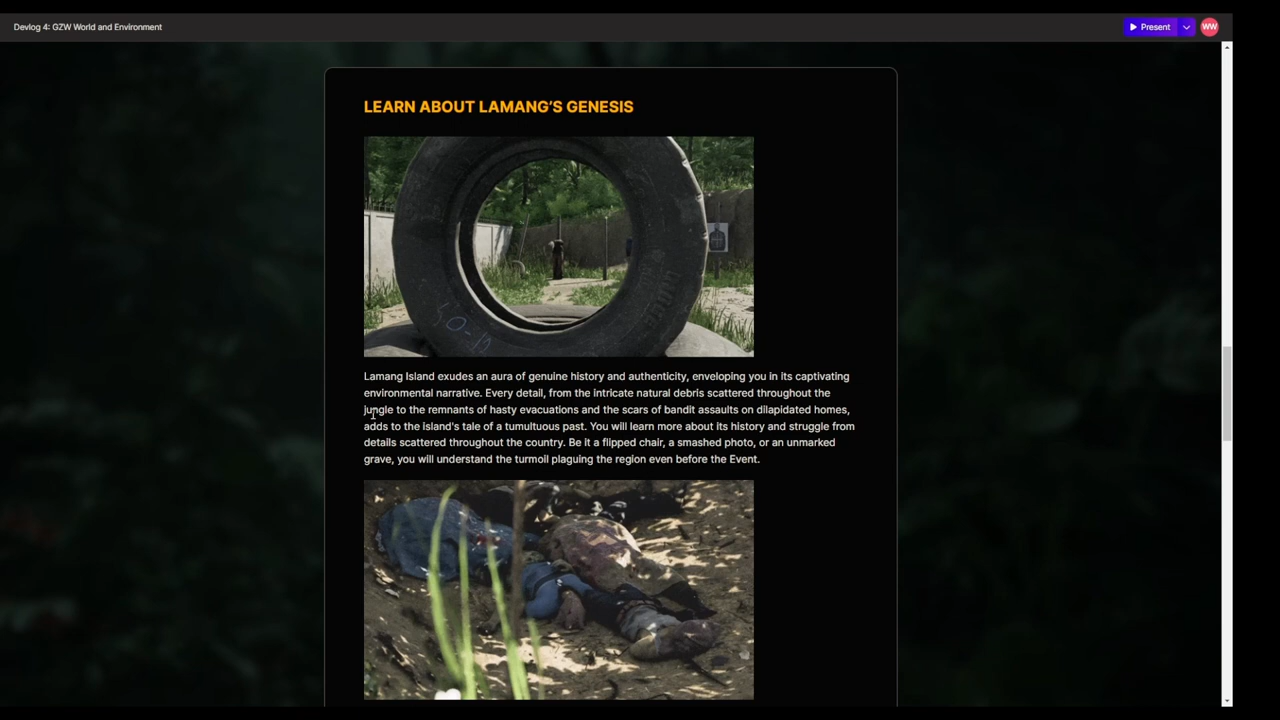 Devlog 4: GZW World and Environment
Present
WW
LEARN ABOUT LAMANG'S GENESIS
Lamang Island exudes an aura of genuine history and authenticity, enveloping you in its captivating
environmental narrative. Every detail, from the intricate natural debris scattered throughout the
jungle to the remnants of hasty evacuations and the scars of bandit assaults on dilapidated homes,
adds to the island's tale of a tumultuous past. You will learn more about its history and struggle from
details scattered throughout the country. Be it a flipped chair, a smashed photo, or an unmarked
grave, you will understand the turmoil plaguing the region even before the Event.